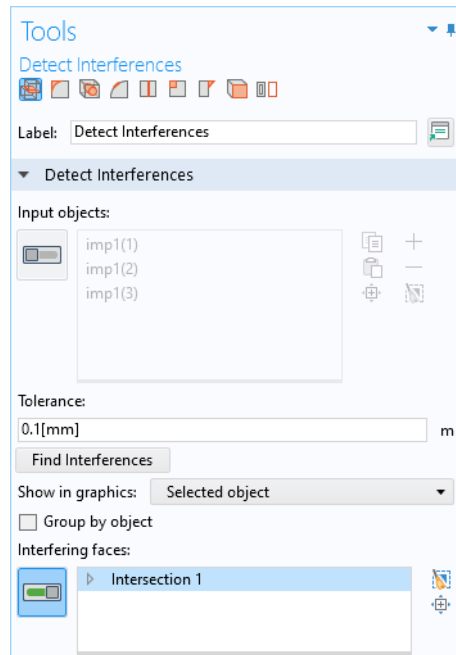 Tools
Detect Interferences
Label: Detect Interferences
Detect Interferences
Input objects:
imp1(1)
imp1(2)
imp1(3)
Tolerance:
0.1[mm] m
Find Interferences
Show in graphics: Selected object
Group by object
Interfering faces:
Intersection 1